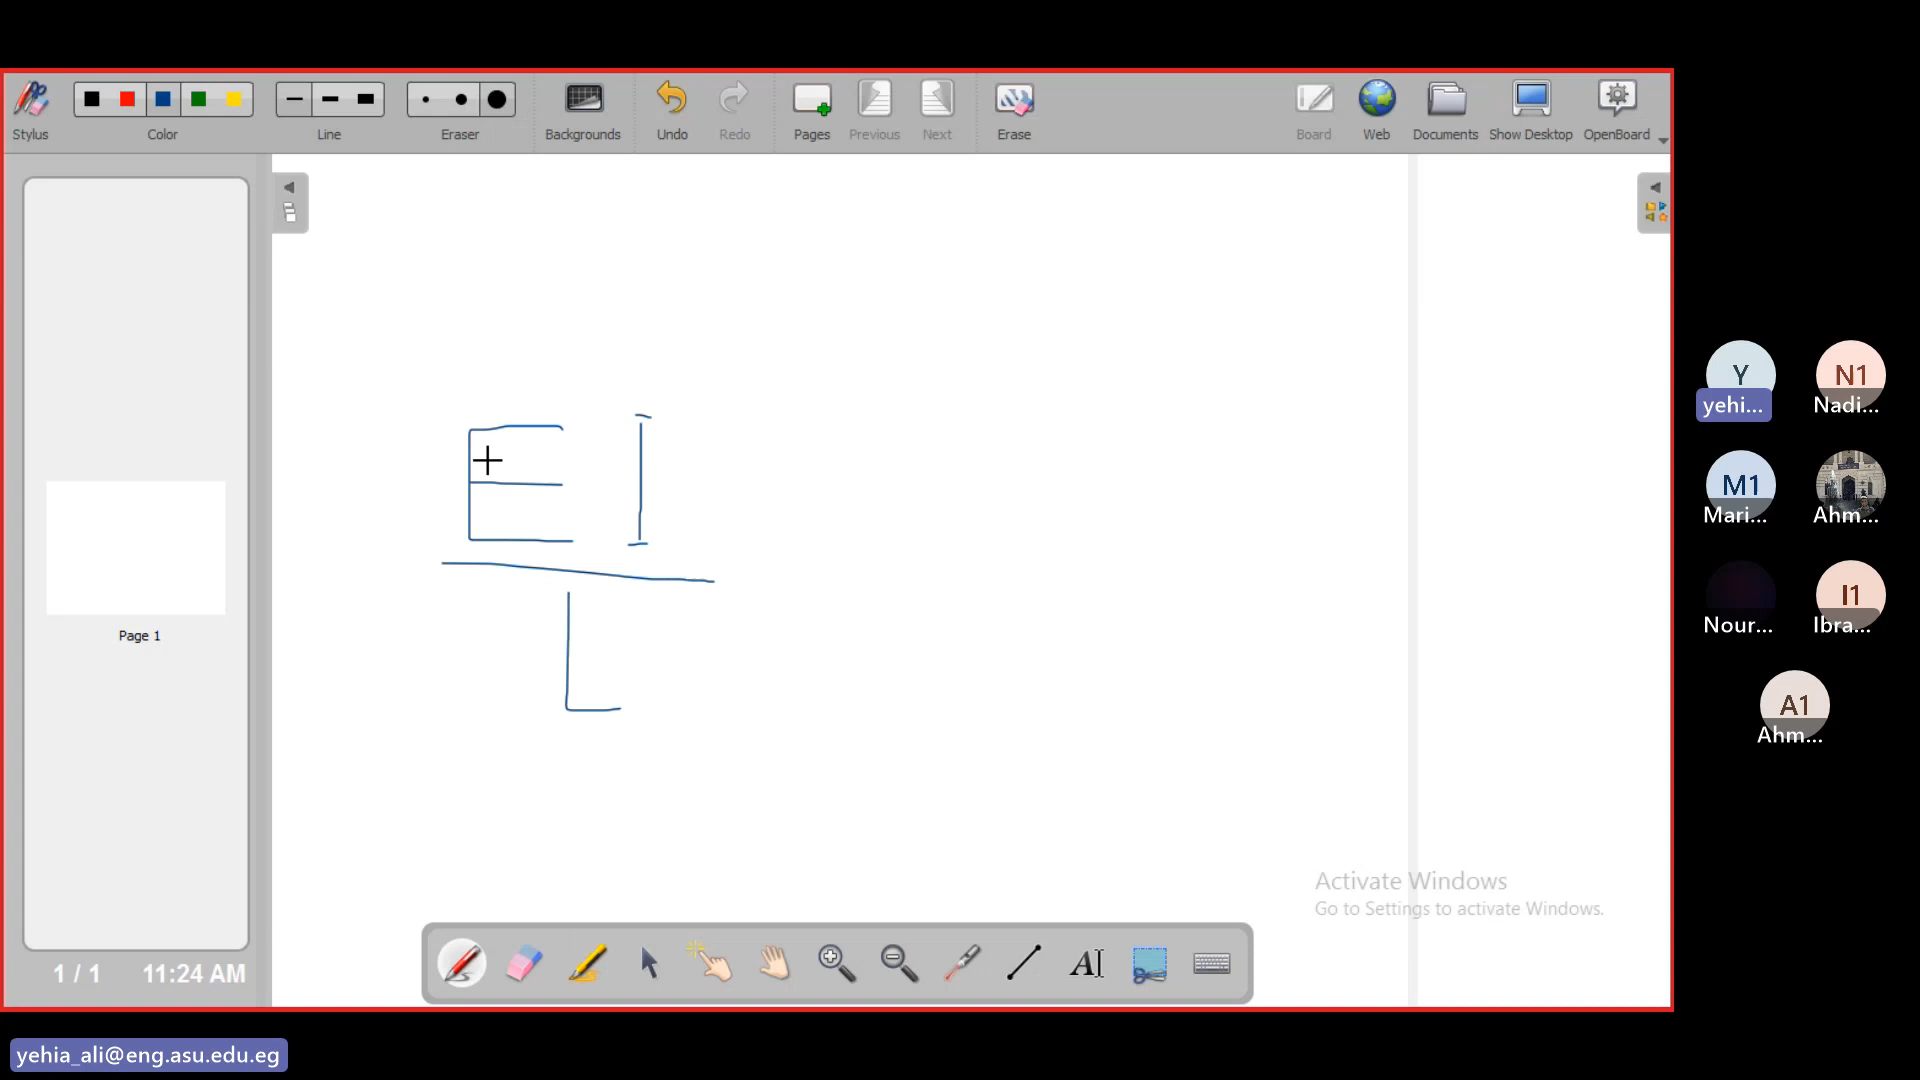 Stylus
Color
Line
Eraser
Backgrounds
Undo
Redo
Pages
Previous
Next
Erase
Board
Web
Documents
Show Desktop
OpenBoard
E I
L
Page 1
1 / 1
11:24 AM
AI
Activate Windows
Go to Settings to activate Windows.
Y
yehi...
N1
Nadi...
M1
Mari...
Ahm...
Nour...
I1
Ibra...
A1
Ahm...
yehia_ali@eng.asu.edu.eg